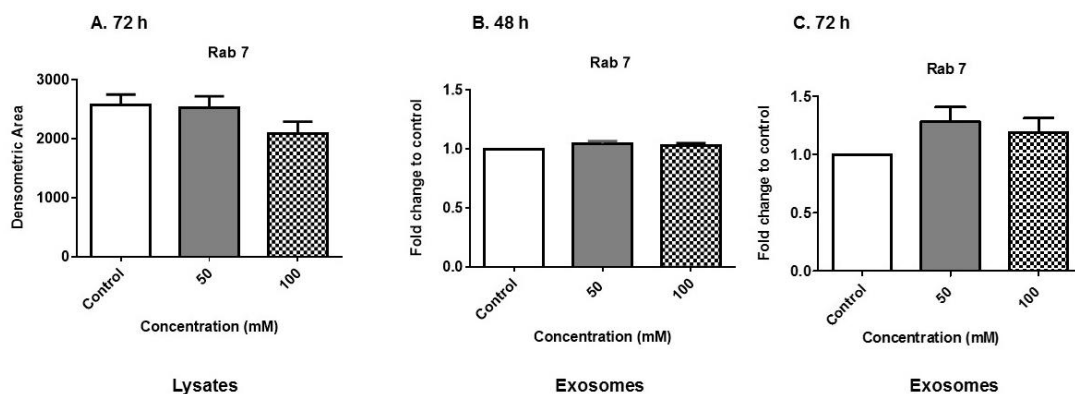 A. 72 h
Rab 7
Densometric Area
3000
2000
1000
0
Control
50
100
Concentration (mM)
Lysates
B. 48 h
Rab 7
Fold change to control
1.5
1.0
0.5
0.0
Control
50
100
Concentration (mM)
Exosomes
C. 72 h
Rab 7
Fold change to control
1.5
1.0
0.5
0.0
Control
50
100
Concentration (mM)
Exosomes